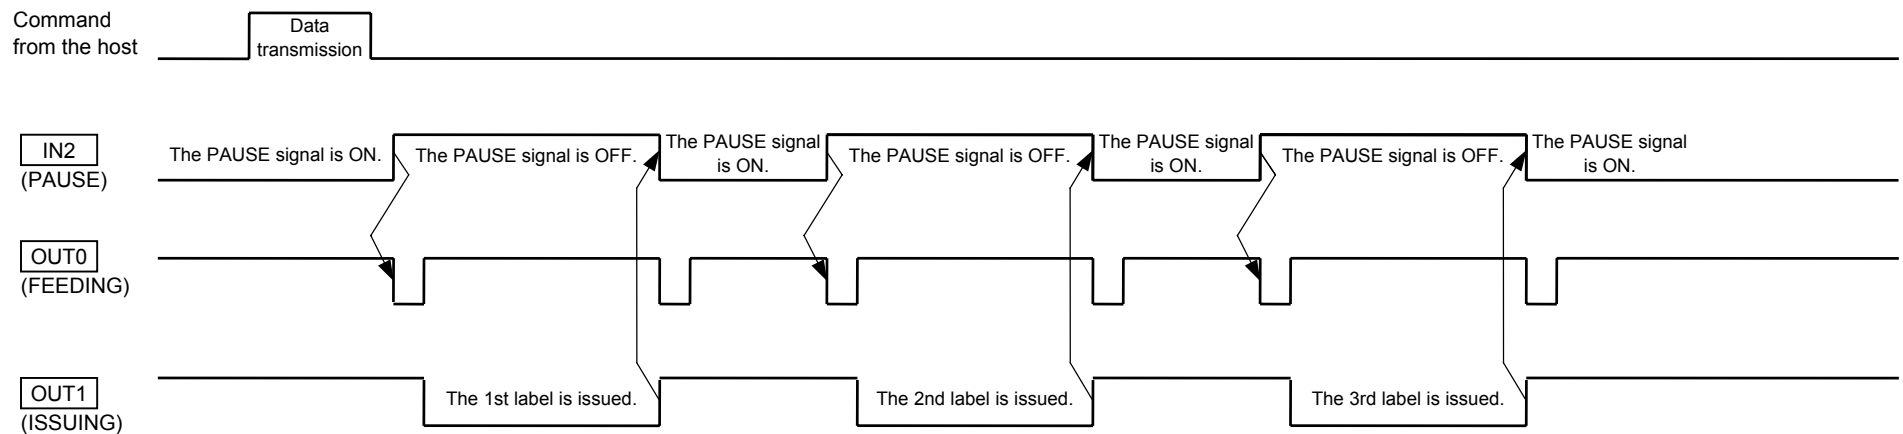 Command
from the host
Data
transmission
IN2
(PAUSE)
The PAUSE signal is ON.
The PAUSE signal is OFF.
The PAUSE signal
is ON.
The PAUSE signal is OFF.
The PAUSE signal
is ON.
The PAUSE signal is OFF.
The PAUSE signal
is ON.
OUT0
(FEEDING)
OUT1
(ISSUING)
The 1st label is issued.
The 2nd label is issued.
The 3rd label is issued.